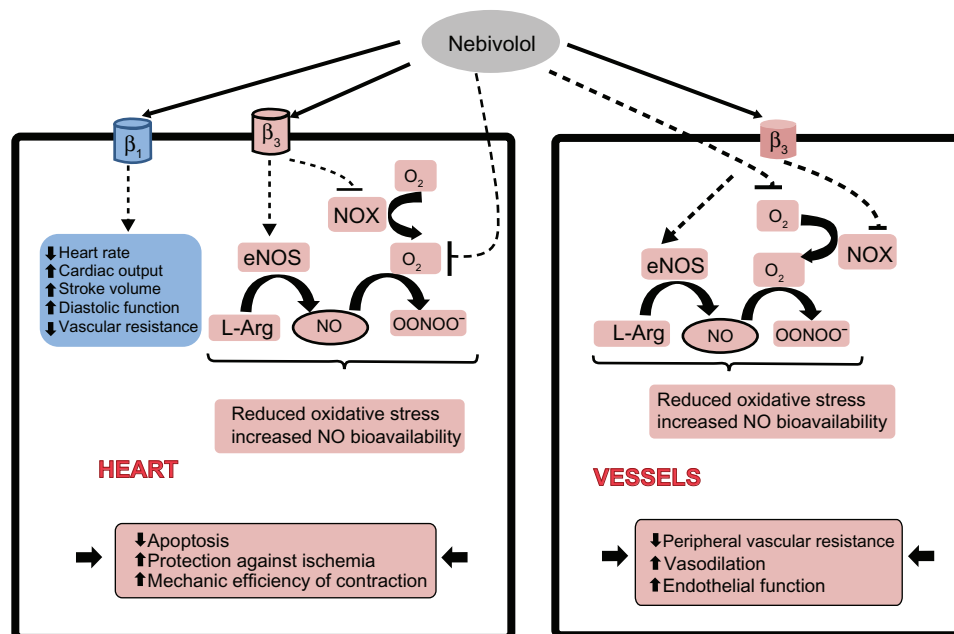 Nebivolol
β1
β3
O2
NOX
eNOS
O2
L-Arg
NO
OONOO−
⬇Heart rate
⬆Cardiac output
⬆Stroke volume
⬆Diastolic function
⬇Vascular resistance
Reduced oxidative stress
increased NO bioavailability
HEART
⬇Apoptosis
⬆Protection against ischemia
⬆Mechanic efficiency of contraction
β3
O2
NOX
eNOS
O2
L-Arg
NO
OONOO−
Reduced oxidative stress
increased NO bioavailability
VESSELS
⬇Peripheral vascular resistance
⬆Vasodilation
⬆Endothelial function